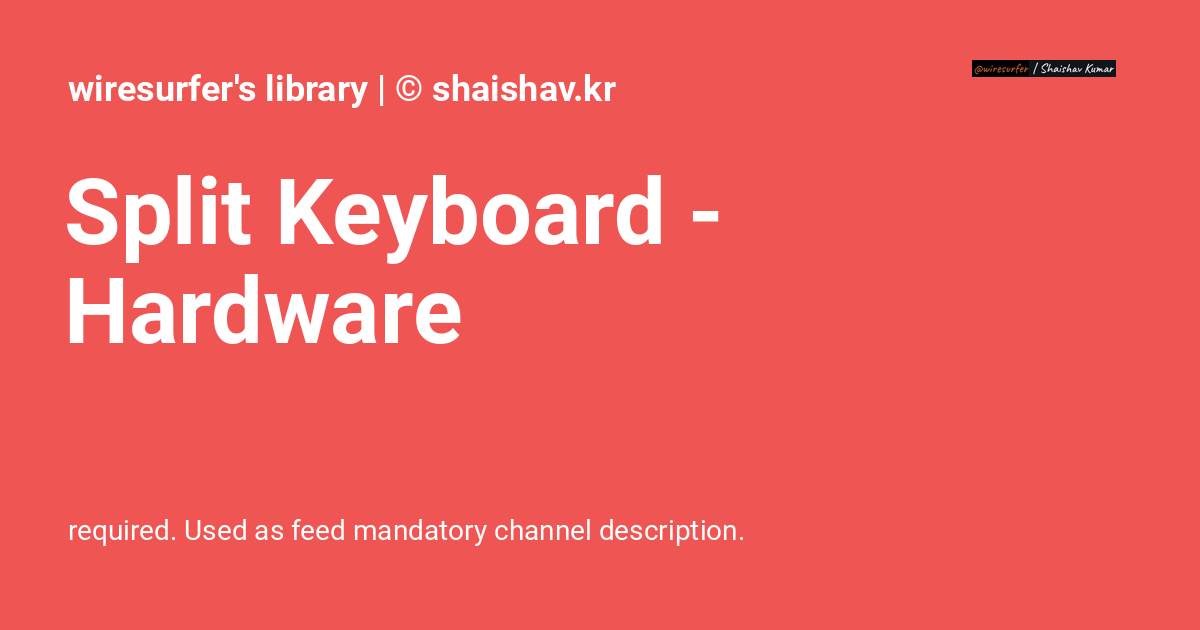 wiresurfer's library | © shaishav.kr
@wiresurfer | Shaishav Kumar
Split Keyboard -
Hardware
required. Used as feed mandatory channel description.